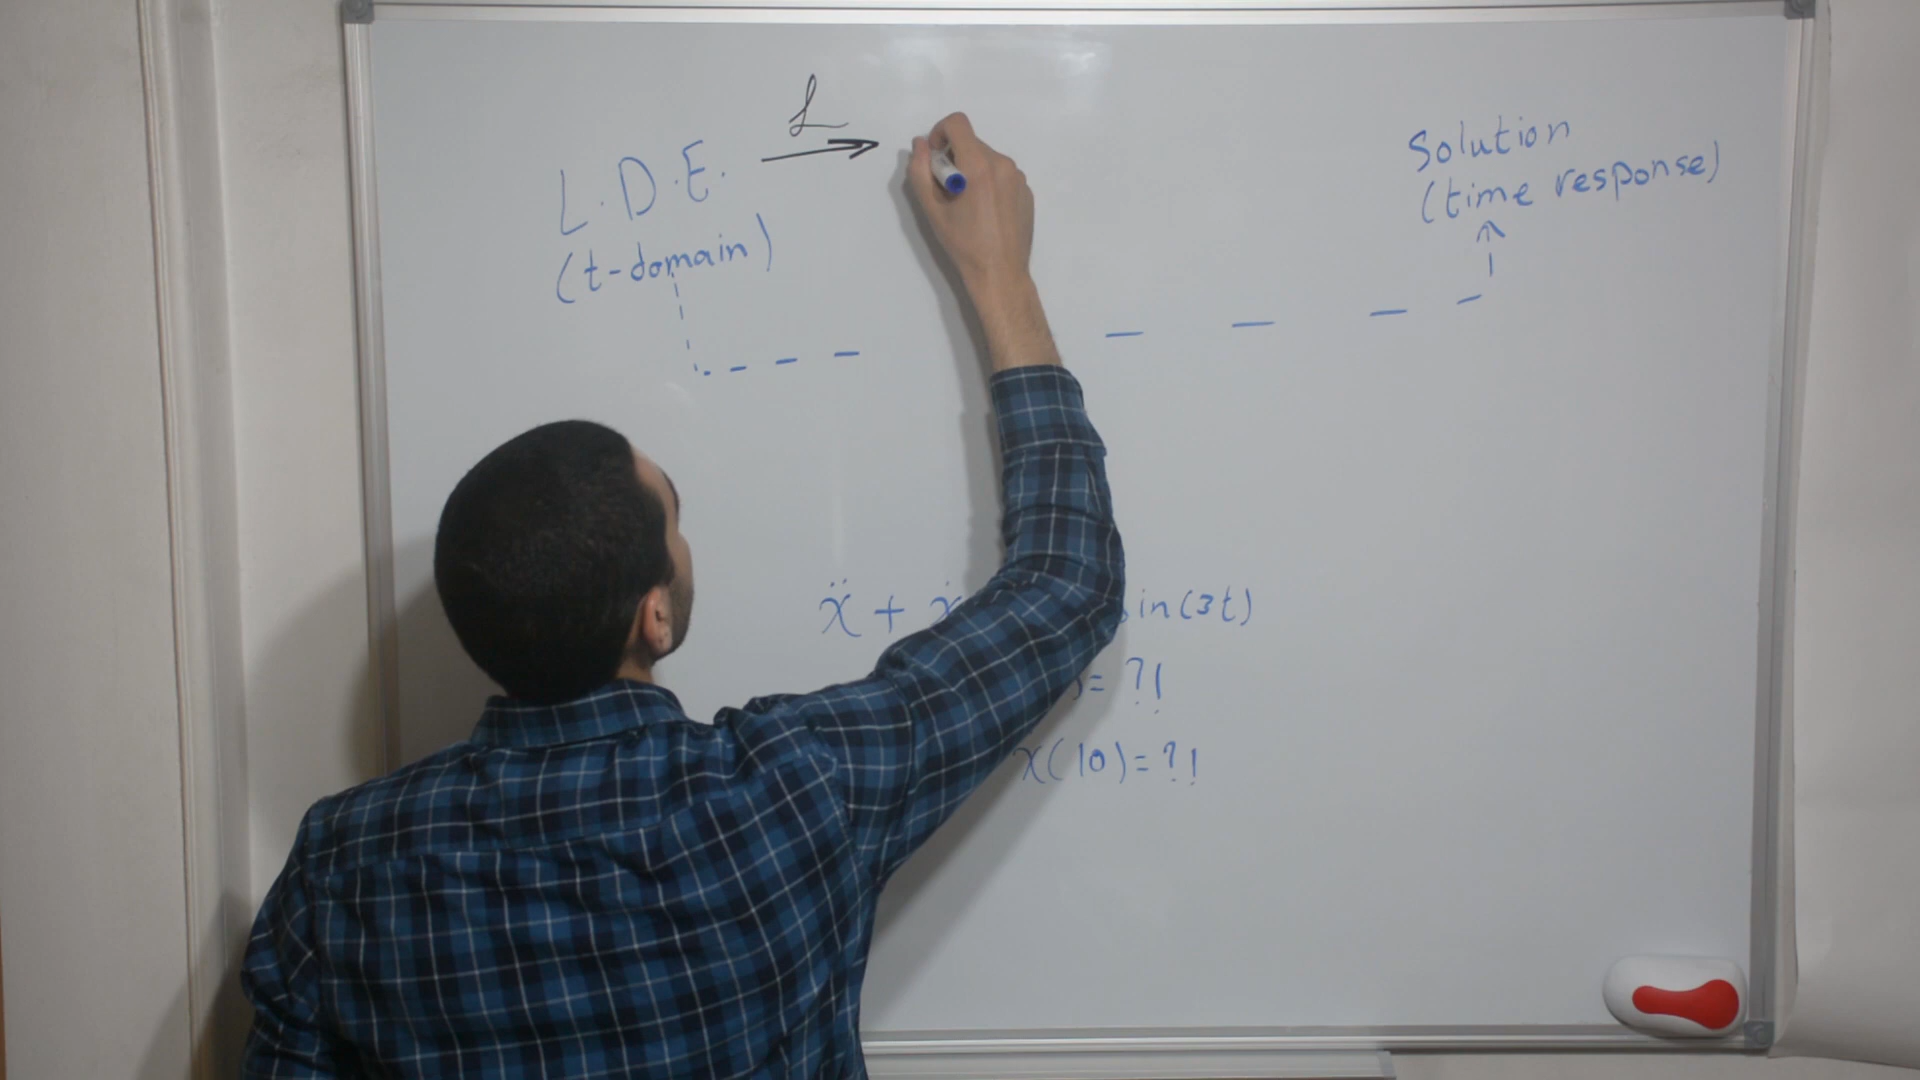 ℒ
L.D.E.
(t-domain)
Solution
(time response)
ẍ + ẋ in(3t)
)= ?!
x(10)=?!